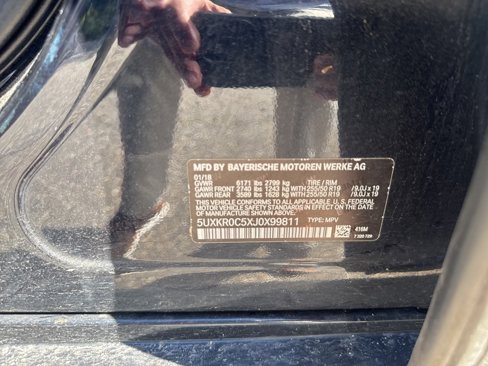 MFD BY BAYERISCHE MOTOREN WERKE AG
01/18
GVWR 6171 lbs 2799 kg TIRE / RIM
GAWR FRONT 2740 lbs 1243 kg WITH 255/50 R19 /9.0J x 19
GAWR REAR 3589 lbs 1628 kg WITH 255/50 R19 /9.0J x 19
THIS VEHICLE CONFORMS TO ALL APPLICABLE U.S. FEDERAL
MOTOR VEHICLE SAFETY STANDARDS IN EFFECT ON THE DATE
OF MANUFACTURE SHOWN ABOVE.
5UXKR0C5XJ0X99811 TYPE: MPV
416M